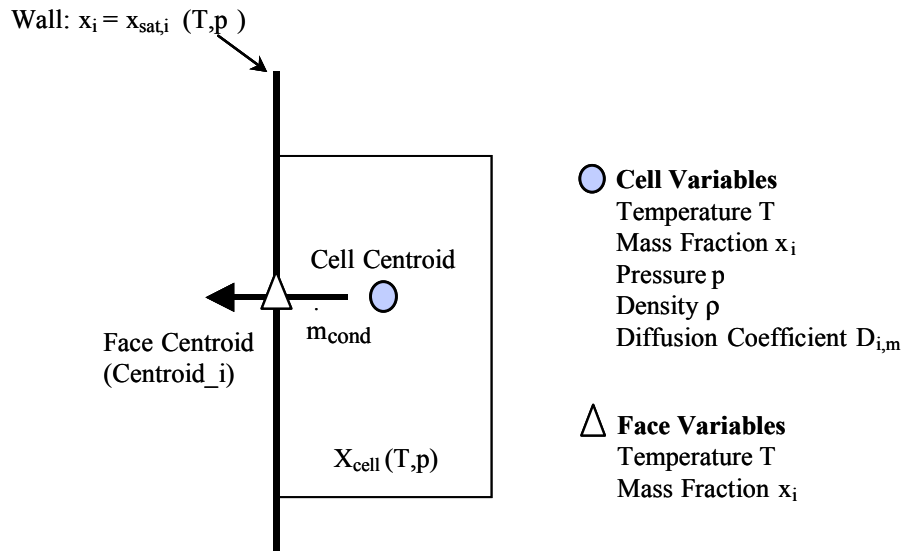 Wall: xi = xsat,i (T,p )
Cell Centroid
ṁcond
Face Centroid
(Centroid_i)
Xcell (T,p)
Cell Variables
Temperature T
Mass Fraction xi
Pressure p
Density ρ
Diffusion Coefficient Di,m
Face Variables
Temperature T
Mass Fraction xi